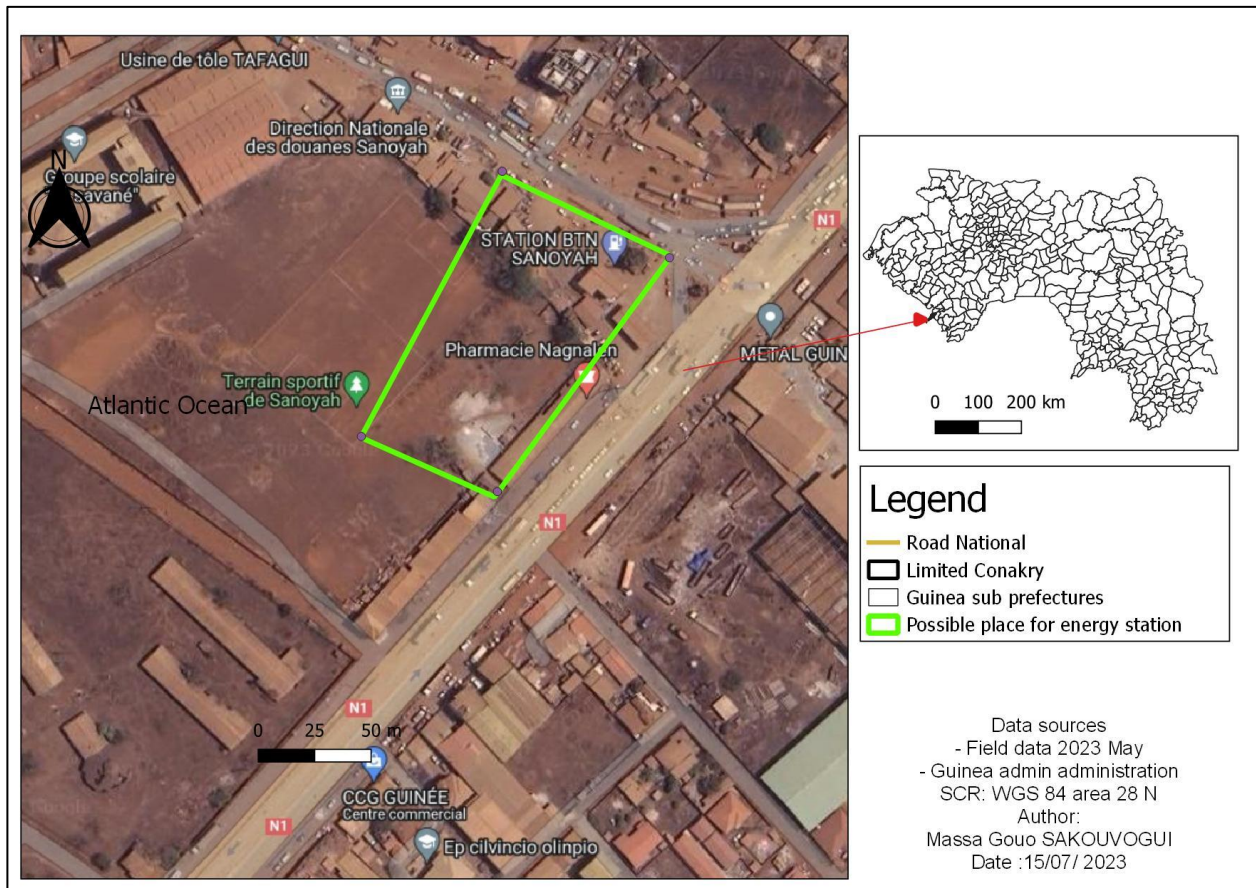 Usine de tôle TAFAGUI
Direction Nationale
des douanes Sanoyah
N
Groupe scolaire
savané"
STATION BTN
SANOYAH
N1
METAL GUIN
Pharmacie Nagnalen
Terrain sportif
de Sanoyah
Atlantic Ocean
N1
N1
0 25 50 m
CCG GUINÉE
Centre commercial
N1
Ep cilvincio olinpio
0 100 200 km
Legend
Road National
Limited Conakry
Guinea sub prefectures
Possible place for energy station
Data sources
- Field data 2023 May
- Guinea admin administration
SCR: WGS 84 area 28 N
Author:
Massa Gouo SAKOUVOGUI
Date :15/07/ 2023